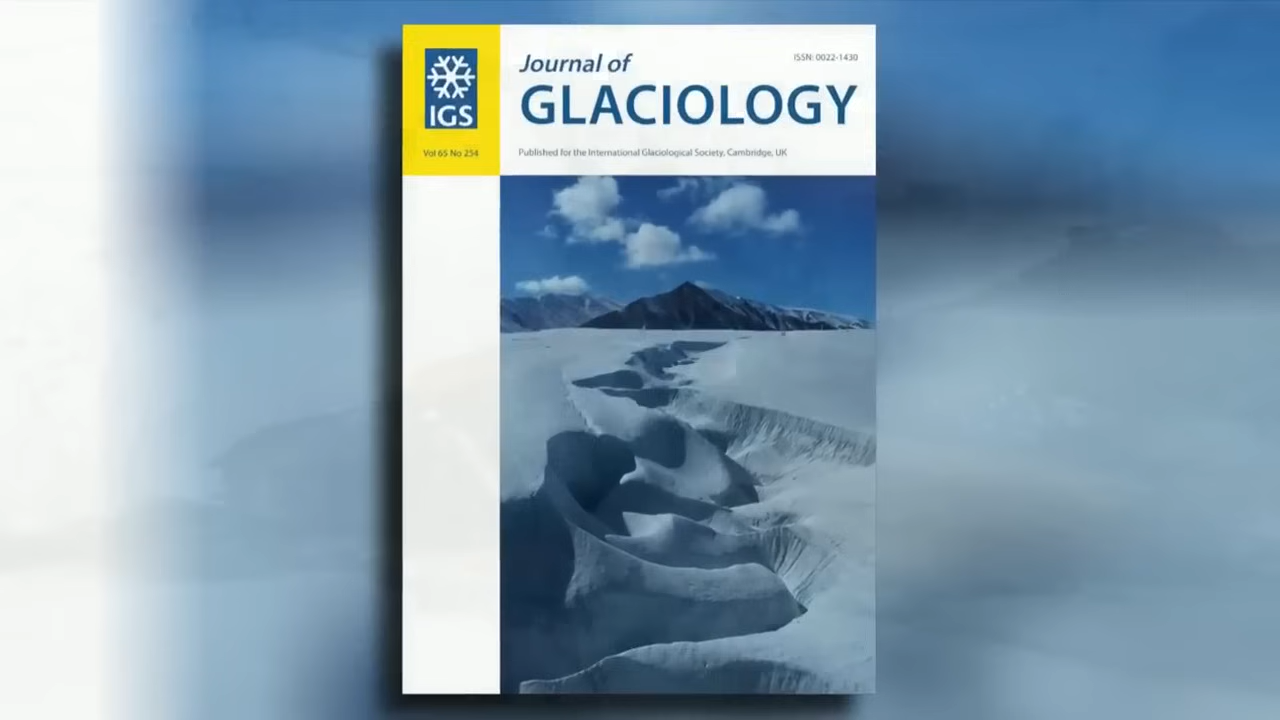 IGS
Vol 65 No 254
Journal of
ISSN: 0022-1430
GLACIOLOGY
Published for the International Glaciological Society, Cambridge, UK